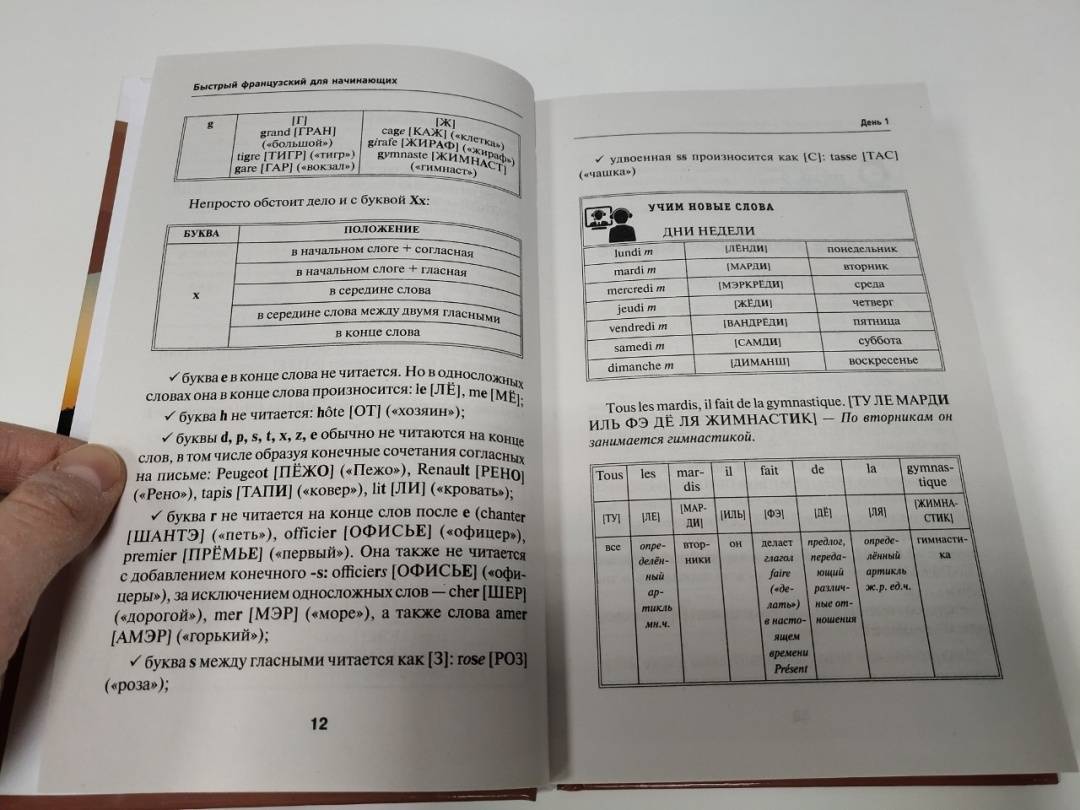 Быстрый французский для начинающих
g
[Г]
grand [ГРАН]
(«большой»)
tigre [ТИГР] («тигр»)
gare [ГАР] («вокзал»)
[Ж]
cage [КАЖ] («клетка»)
girafe [ЖИРАФ] («жираф»)
gymnaste [ЖИМНАСТ]
(«гимнаст»)
Непросто обстоит дело и с буквой Xx:
БУКВА
ПОЛОЖЕНИЕ
x
в начальном слоге + согласная
в начальном слоге + гласная
в середине слова
в середине слова между двумя гласными
в конце слова
✓ буква e в конце слова не читается. Но в односложных
словах она в конце слова произносится: le [ЛЁ], me [МЁ];
✓ буква h не читается: hôte [ОТ] («хозяин»);
✓ буквы d, p, s, t, x, z, e обычно не читаются на конце
слов, в том числе образуя конечные сочетания согласных
на письме: Peugeot [ПЁЖО] («Пежо»), Renault [РЕНО]
(«Рено»), tapis [ТАПИ] («ковер»), lit [ЛИ] («кровать»);
✓ буква r не читается на конце слов после e (chanter
[ШАНТЭ] («петь»), officier [ОФИСЬЕ] («офицер»),
premier [ПРЁМЬЕ] («первый»). Она также не читается
с добавлением конечного -s: officiers [ОФИСЬЕ] («офи-
церы»), за исключением односложных слов — cher [ШЕР]
(«дорогой»), mer [МЭР] («море»), а также слова amer
[АМЭР] («горький»);
✓ буква s между гласными читается как [З]: rose [РОЗ]
(«роза»);
12
День 1
✓ удвоенная ss произносится как [С]: tasse [ТАС]
(«чашка»)
УЧИМ НОВЫЕ СЛОВА
ДНИ НЕДЕЛИ
lundi m [ЛЁНДИ] понедельник
mardi m [МАРДИ] вторник
mercredi m [МЭРКРЁДИ] среда
jeudi m [ЖЁДИ] четверг
vendredi m [ВАНДРЁДИ] пятница
samedi m [САМДИ] суббота
dimanche m [ДИМАНШ] воскресенье
Tous les mardis, il fait de la gymnastique. [ТУ ЛЕ МАРДИ
ИЛЬ ФЭ ДЁ ЛЯ ЖИМНАСТИК] — По вторникам он
занимается гимнастикой.
Tous les mar- il fait de la gymnas-
dis tique
[ТУ] [ЛЕ] [МАР- [ИЛЬ] [ФЭ] [ДЁ] [ЛЯ] [ЖИМНА-
ДИ] СТИК]
все опре- втор- он делает предлог, опреде- гимнасти-
делён- ники глагол переда- лённый ка
ный faire ющий артикль
ар- («де- различ- ж.р. ед.ч.
тикль лать») ные от-
мн.ч. в насто- ношения
ящем
времени
Présent